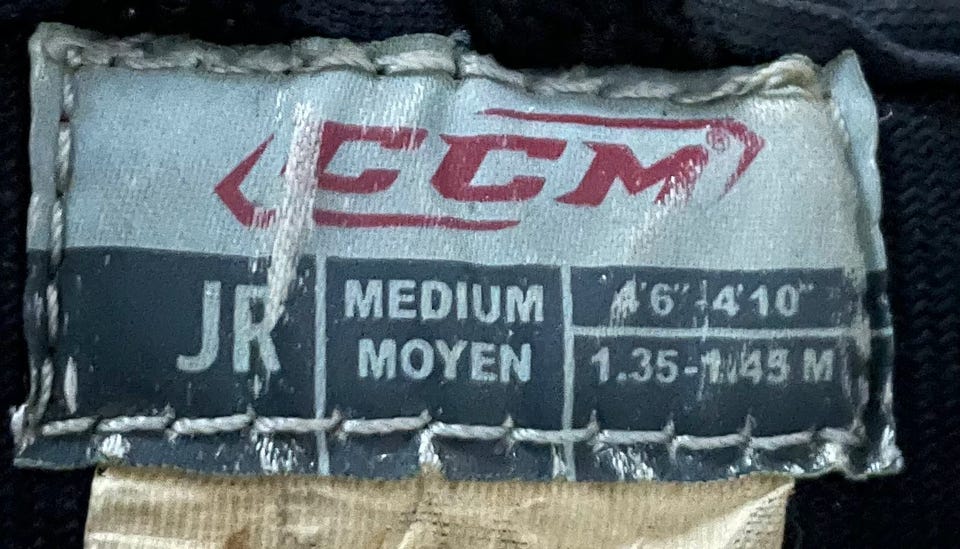 CCM®
JR
MEDIUM
MOYEN
4'6"-4'10"
1.35-1.45 M